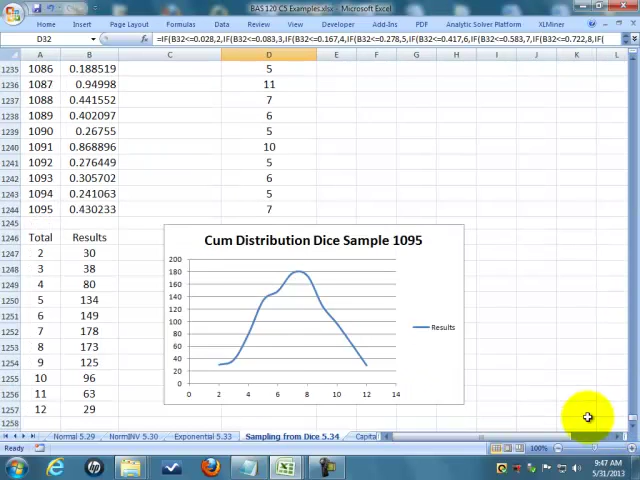 BAS 120 C5 Examples.xlsx - Microsoft Excel
Home Insert Page Layout Formulas Data Review View Developer Add-Ins PDF Analytic Solver Platform XLMiner
D32 =IF(B32<=0.028,2,IF(B32<=0.083,3,IF(B32<=0.167,4,IF(B32<=0.278,5,IF(B32<=0.417,6,IF(B32<=0.583,7,IF(B32<=0.722,8,IF(
A B C D E F G H I J K L
1235 1086 0.188519 5
1236 1087 0.94998 11
1237 1088 0.441552 7
1238 1089 0.402097 6
1239 1090 0.26755 5
1240 1091 0.868896 10
1241 1092 0.276449 5
1242 1093 0.305702 6
1243 1094 0.241063 5
1244 1095 0.430233 7
1245
1246 Total Results
1247 2 30
1248 3 38
1249 4 80
1250 5 134
1251 6 149
1252 7 178
1253 8 173
1254 9 125
1255 10 96
1256 11 63
1257 12 29
1258
Cum Distribution Dice Sample 1095
200
180
160
140
120
100
80
60
40
20
0
0 2 4 6 8 10 12 14
Results
Normal 5.29 NormINV 5.30 Exponential 5.33 Sampling from Dice 5.34 Capital
Ready 100%
9:47 AM
5/31/2013